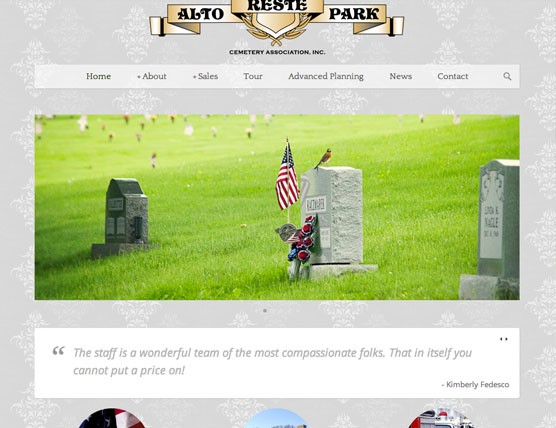 RESTE
ALTO PARK
CEMETERY ASSOCIATION, INC.
Home + About + Sales Tour Advanced Planning News Contact
“ The staff is a wonderful team of the most compassionate folks. That in itself you
cannot put a price on!
- Kimberly Fedesco